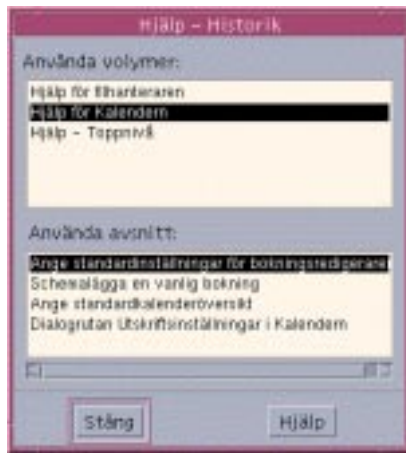 Hjälp – Historik
Använda volymer:
Hjälp för filhanteraren
Hjälp för Kalendern
Hjälp – Toppnivå
Använda avsnitt:
Ange standardinställningar för bokningsredigerare
Schemalägga en vanlig bokning
Ange standardkalenderöversikt
Dialogrutan Utskriftsinställningar i Kalendern
Stäng
Hjälp